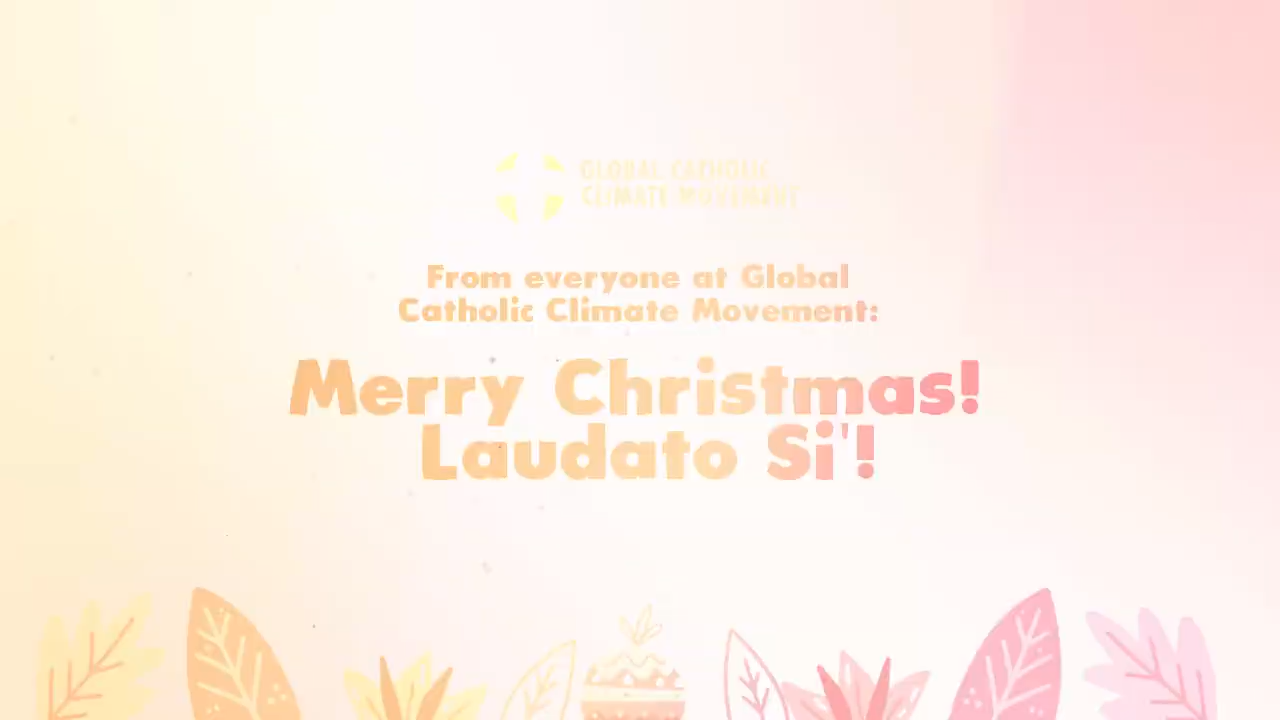 GLOBAL CATHOLIC
CLIMATE MOVEMENT
From everyone at Global
Catholic Climate Movement:
Merry Christmas!
Laudato Si'!